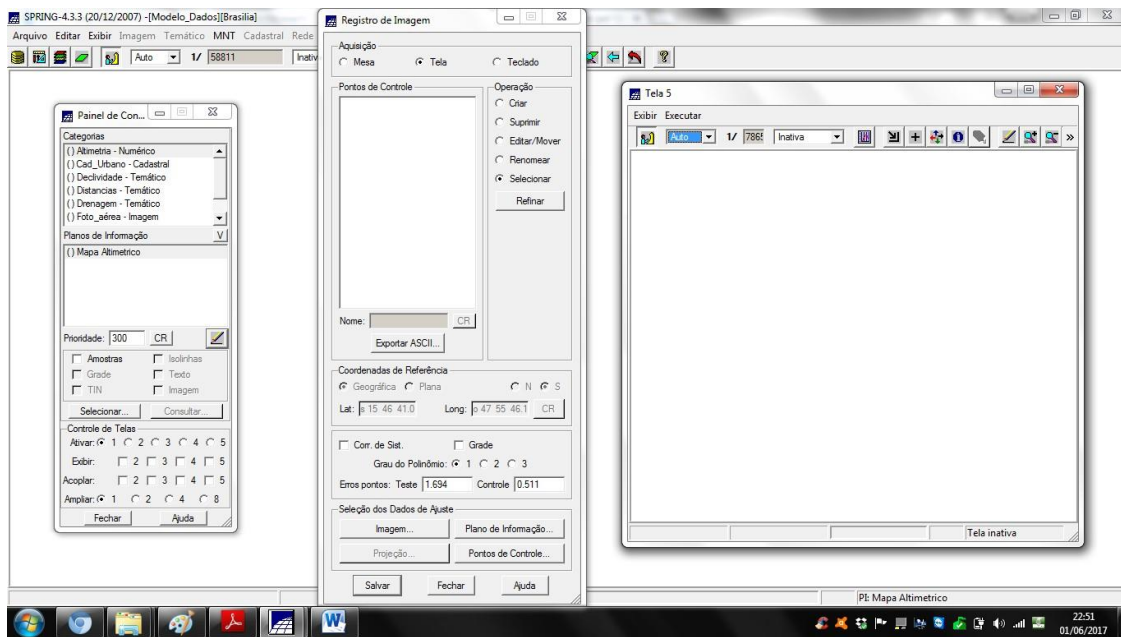 SPRING-4.3.3 (20/12/2007) -[Modelo_Dados][Brasilia]
Arquivo Editar Exibir Imagem Temático MNT Cadastral Rede
Auto 1/ 58811 Inativ
Painel de Con...
Categorias
( ) Altimetria - Numérico
( ) Cad_Urbano - Cadastral
( ) Declividade - Temático
( ) Distancias - Temático
( ) Drenagem - Temático
( ) Foto_aérea - Imagem
Planos de Informação V
( ) Mapa Altimetrico
Prioridade: 300 CR
Amostras Isolinhas
Grade Texto
TIN Imagem
Selecionar... Consultar...
Controle de Telas
Ativar: 1 2 3 4 5
Exibir: 2 3 4 5
Acoplar: 2 3 4 5
Ampliar: 1 2 4 8
Fechar Ajuda
Registro de Imagem
Aquisição
Mesa Tela Teclado
Pontos de Controle
Nome: CR
Exportar ASCII...
Operação
Criar
Suprimir
Editar/Mover
Renomear
Selecionar
Refinar
Coordenadas de Referência
Geográfica Plana N S
Lat: s 15 46 41.0 Long: o 47 55 46.1 CR
Corr. de Sist. Grade
Grau do Polinômio: 1 2 3
Erros pontos: Teste 1.694 Controle 0.511
Seleção dos Dados de Ajuste
Imagem... Plano de Informação...
Projeção... Pontos de Controle...
Salvar Fechar Ajuda
Tela 5
Exibir Executar
Auto 1/ 786 Inativa »
Tela inativa
PI: Mapa Altimetrico
22:51
01/06/2017